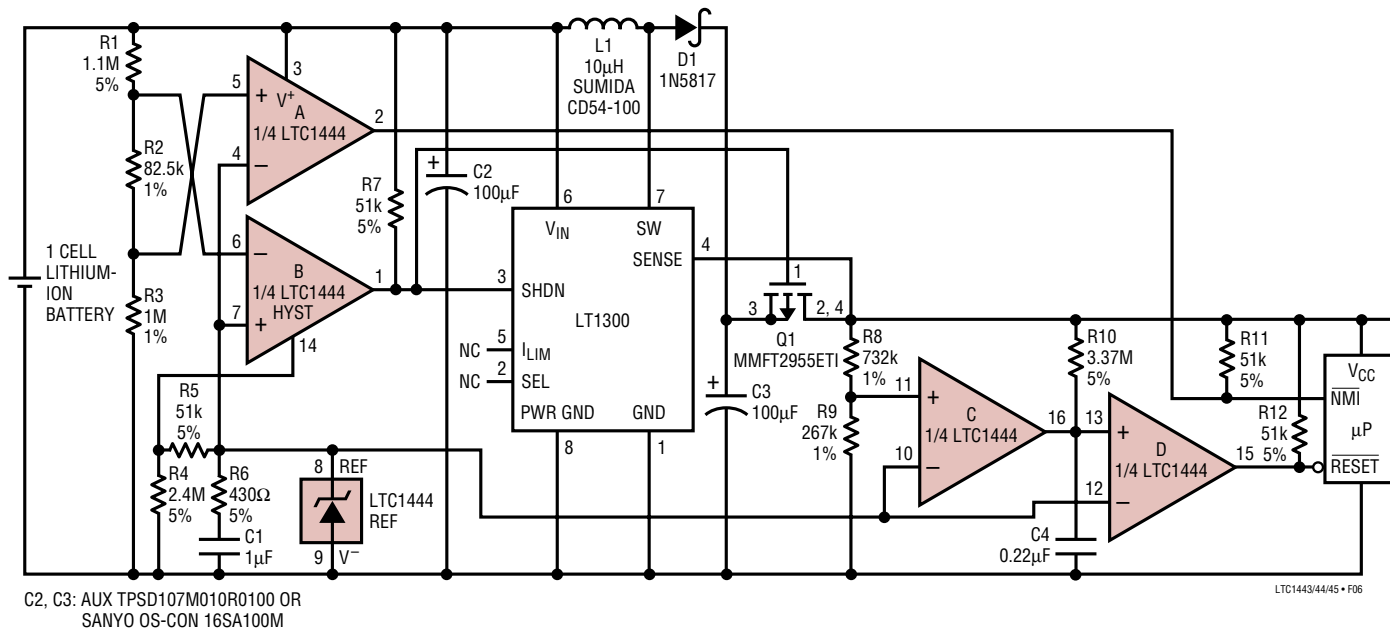 R1
1.1M
5%
R2
82.5k
1%
R3
1M
1%
1 CELL
LITHIUM-
ION
BATTERY
5
+
4
–
3
V+
A
1/4 LTC1444
2
6
–
7
+
B
1/4 LTC1444
HYST
1
14
R5
51k
5%
R4
2.4M
5%
R6
430Ω
5%
C1
1µF
8
REF
LTC1444
REF
9
V–
R7
51k
5%
+
C2
100µF
L1
10µH
SUMIDA
CD54-100
D1
1N5817
6
VIN
7
SW
4
SENSE
3
SHDN
LT1300
5
NC
ILIM
2
NC
SEL
PWR GND
GND
8
1
1
3
2, 4
Q1
MMFT2955ETI
+
C3
100µF
R8
732k
1%
R9
267k
1%
11
+
10
–
C
1/4 LTC1444
16
R10
3.37M
5%
13
+
12
–
D
1/4 LTC1444
15
C4
0.22µF
R11
51k
5%
R12
51k
5%
VCC
NMI
µP
RESET
LTC1443/44/45 • F06
C2, C3: AUX TPSD107M010R0100 OR
SANYO OS-CON 16SA100M